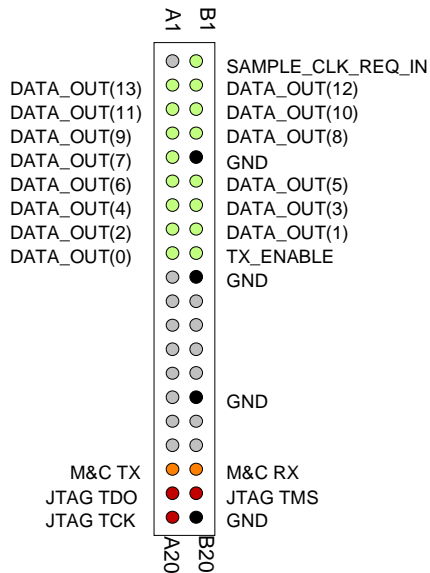 A1 B1
SAMPLE_CLK_REQ_IN
DATA_OUT(13) DATA_OUT(12)
DATA_OUT(11) DATA_OUT(10)
DATA_OUT(9) DATA_OUT(8)
DATA_OUT(7) GND
DATA_OUT(6) DATA_OUT(5)
DATA_OUT(4) DATA_OUT(3)
DATA_OUT(2) DATA_OUT(1)
DATA_OUT(0) TX_ENABLE
GND
GND
M&C TX M&C RX
JTAG TDO JTAG TMS
JTAG TCK GND
A20 B20